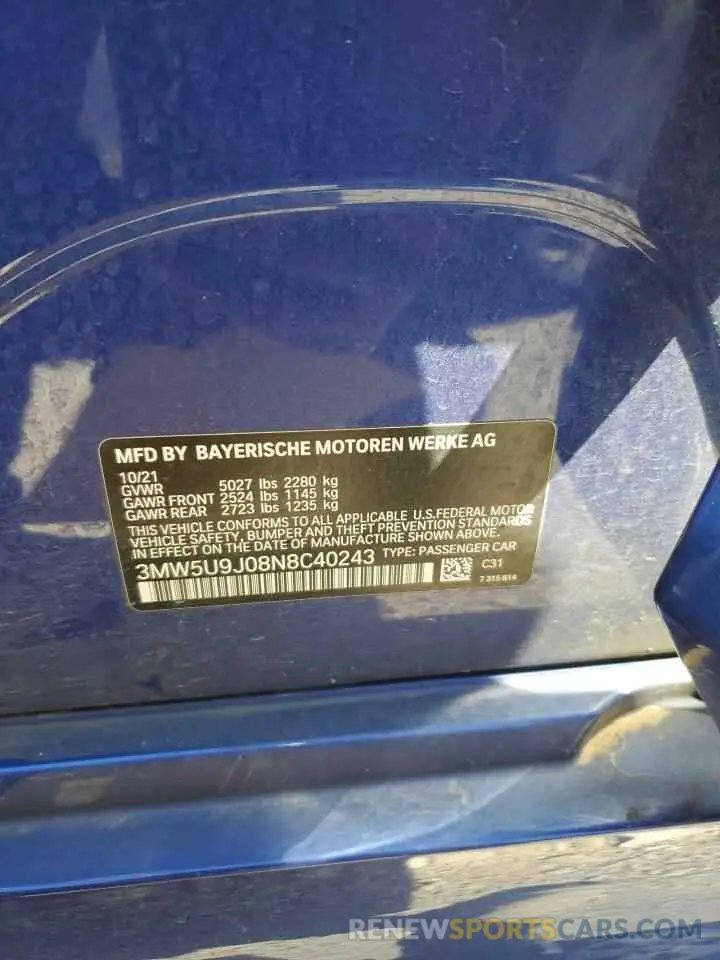 MFD BY BAYERISCHE MOTOREN WERKE AG
10/21
GVWR 5027 lbs 2280 kg
GAWR FRONT 2524 lbs 1145 kg
GAWR REAR 2723 lbs 1235 kg
THIS VEHICLE CONFORMS TO ALL APPLICABLE U.S.FEDERAL MOTOR
VEHICLE SAFETY, BUMPER AND THEFT PREVENTION STANDARDS
IN EFFECT ON THE DATE OF MANUFACTURE SHOWN ABOVE.
3MW5U9J08N8C40243 TYPE: PASSENGER CAR
C31
7315814
RENEWSPORTSCARS.COM